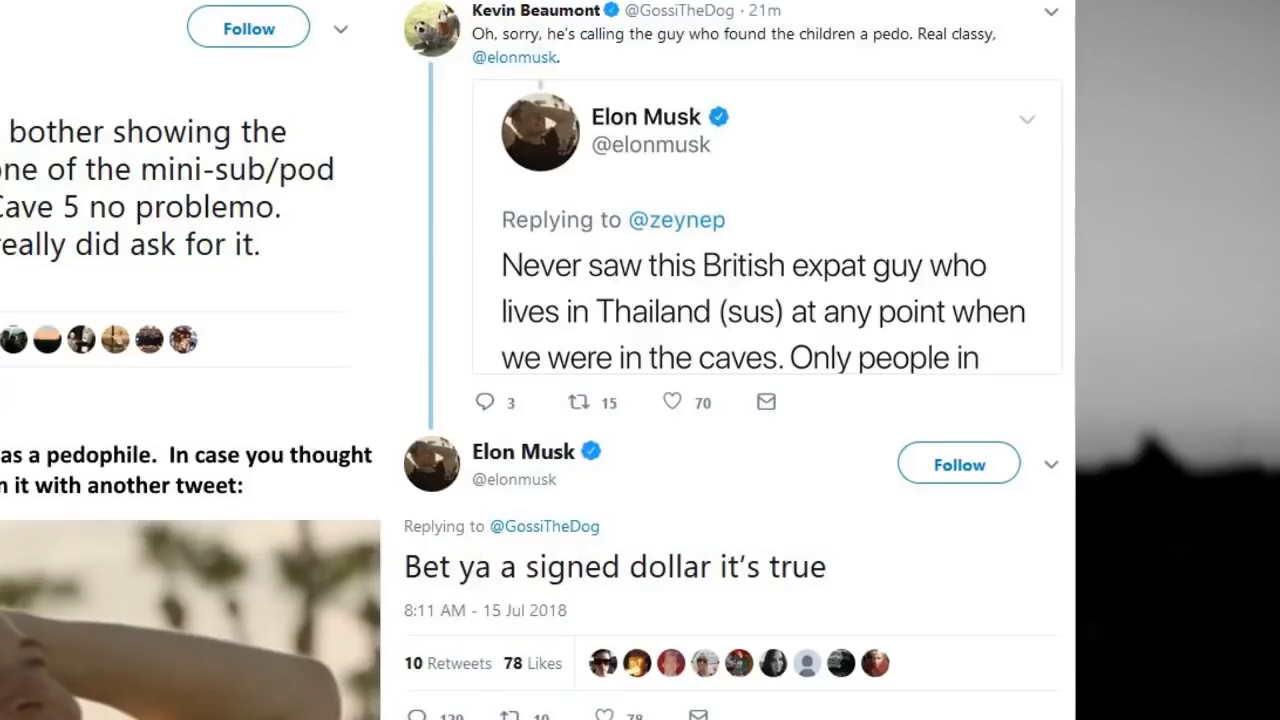 Follow
bother showing the
one of the mini-sub/pod
Cave 5 no problemo.
really did ask for it.
as a pedophile.  In case you thought
it with another tweet:
Kevin Beaumont @GossiTheDog · 21m
Oh, sorry, he's calling the guy who found the children a pedo. Real classy,
@elonmusk.
Elon Musk
@elonmusk
Replying to @zeynep
Never saw this British expat guy who
lives in Thailand (sus) at any point when
we were in the caves. Only people in
3 15 70
Elon Musk
@elonmusk
Follow
Replying to @GossiTheDog
Bet ya a signed dollar it's true
8:11 AM - 15 Jul 2018
10 Retweets 78 Likes